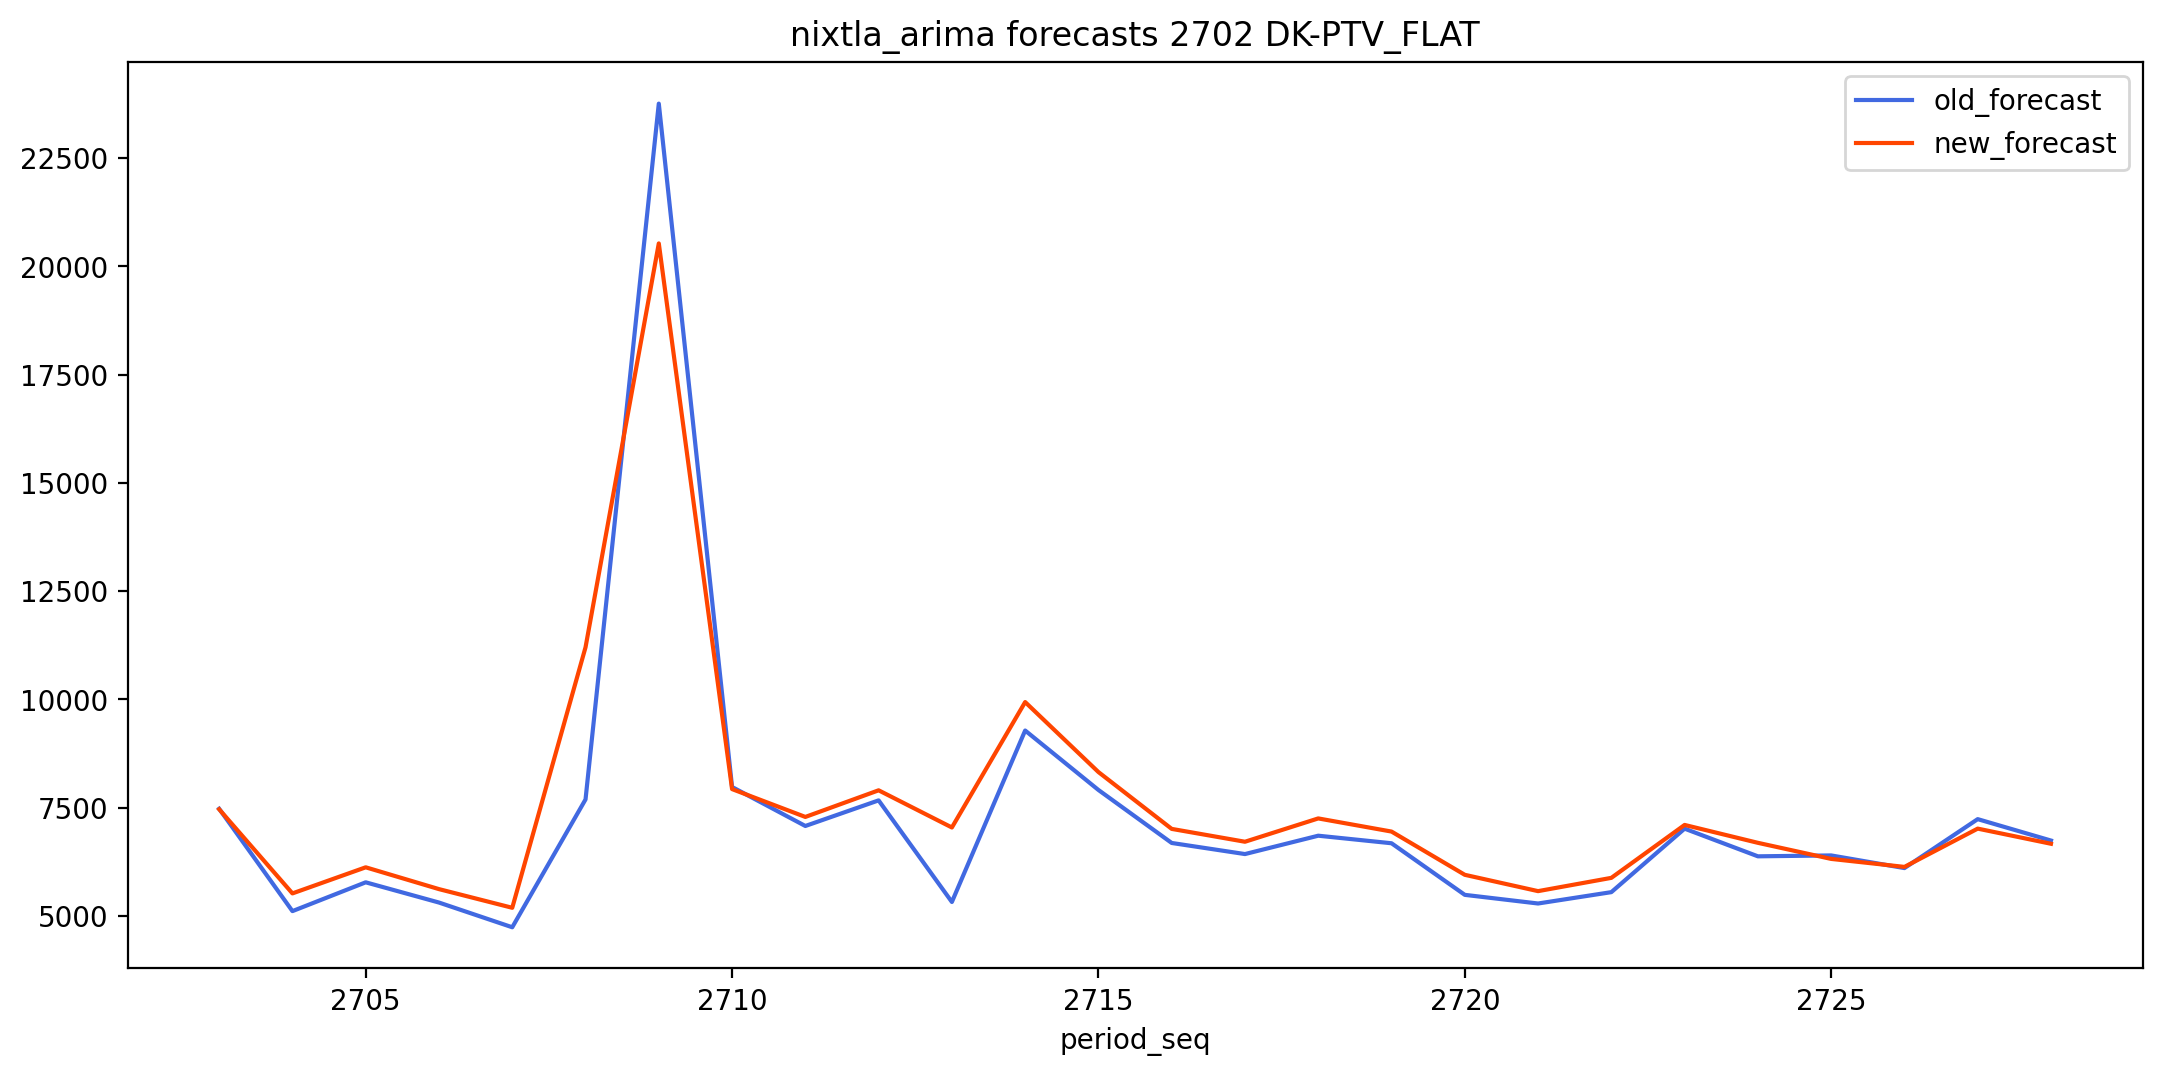 nixtla_arima forecasts 2702 DK-PTV_FLAT
old_forecast
new_forecast
22500
20000
17500
15000
12500
10000
7500
5000
2705 2710 2715 2720 2725
period_seq